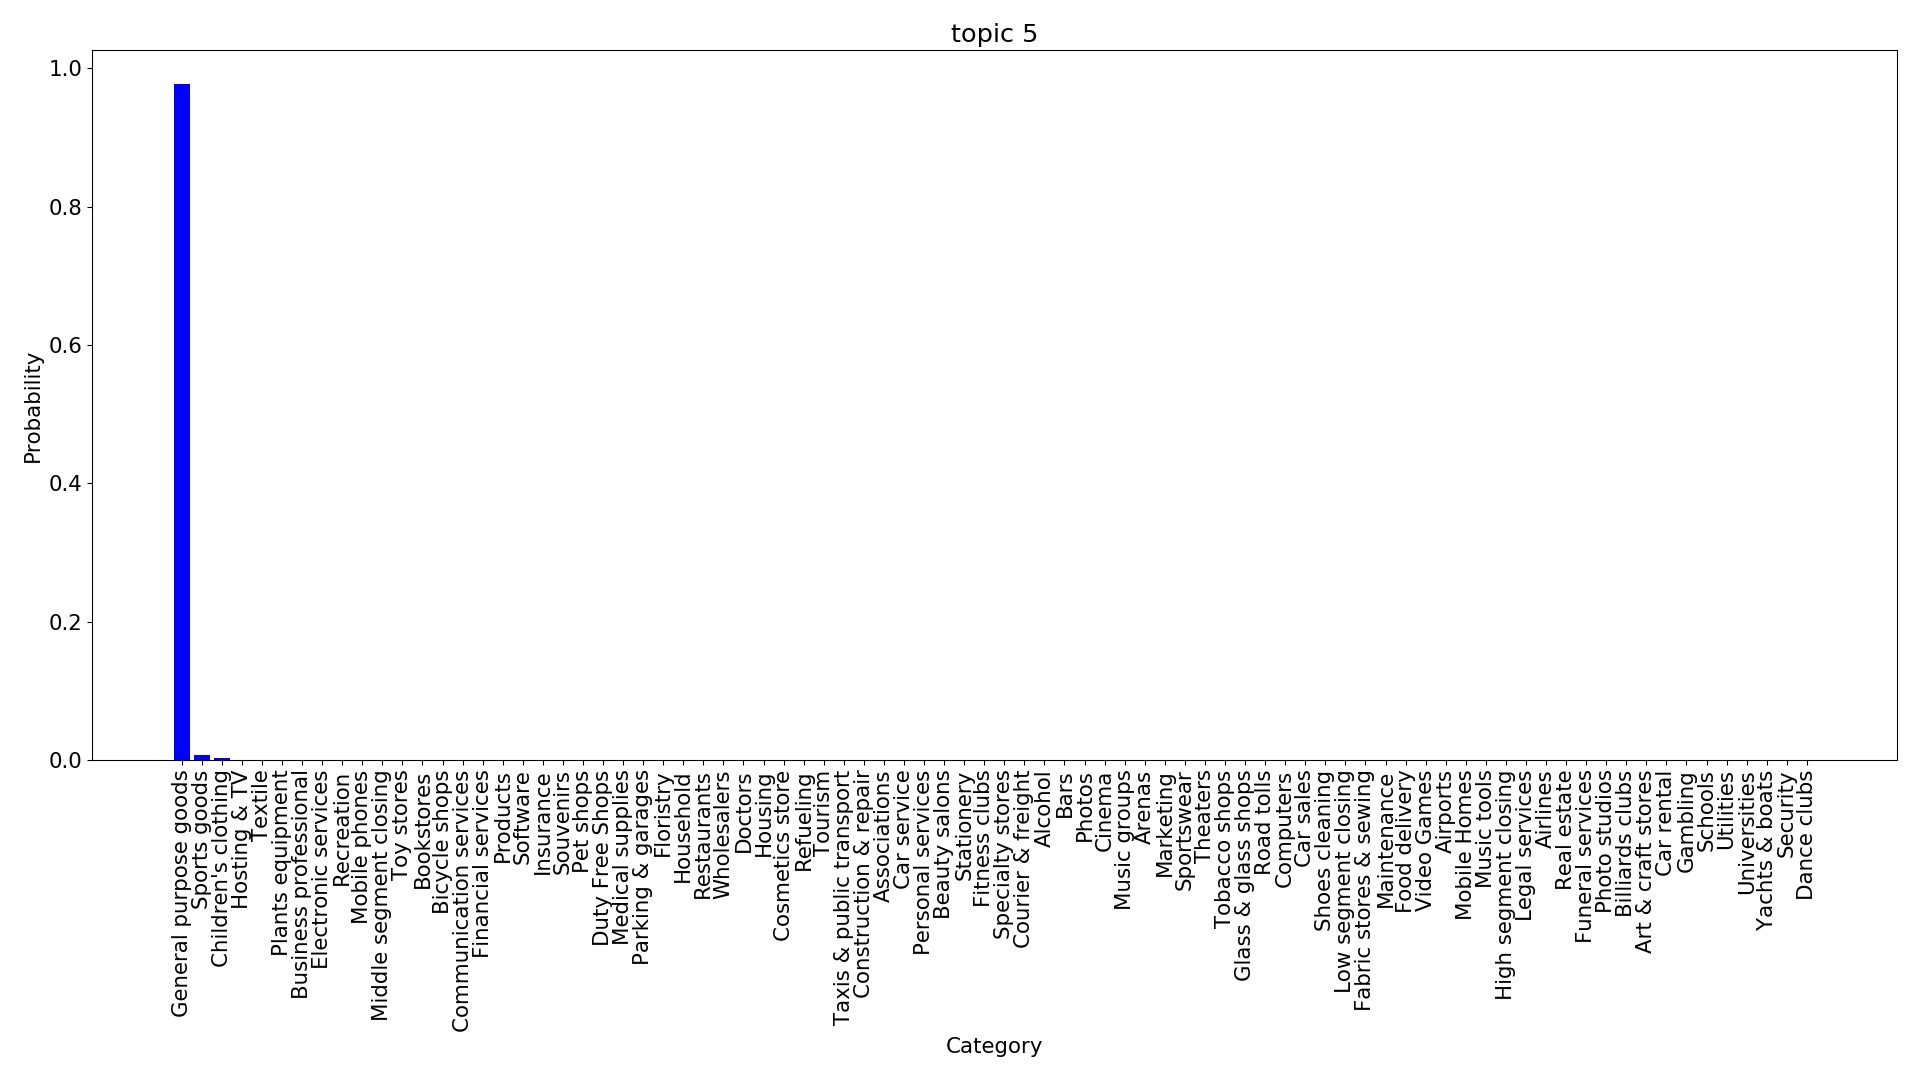 topic 5
1.0
0.8
0.6
0.4
0.2
0.0
Probability
General purpose goods
Sports goods
Children's clothing
Hosting & TV
Textile
Plants equipment
Business professional
Electronic services
Recreation
Mobile phones
Middle segment closing
Toy stores
Bookstores
Bicycle shops
Communication services
Financial services
Products
Software
Insurance
Souvenirs
Pet shops
Duty Free Shops
Medical supplies
Parking & garages
Floristry
Household
Restaurants
Wholesalers
Doctors
Housing
Cosmetics store
Refueling
Tourism
Taxis & public transport
Construction & repair
Associations
Car service
Personal services
Beauty salons
Stationery
Fitness clubs
Specialty stores
Courier & freight
Alcohol
Bars
Photos
Cinema
Music groups
Arenas
Marketing
Sportswear
Theaters
Tobacco shops
Glass & glass shops
Road tolls
Computers
Car sales
Shoes cleaning
Low segment closing
Fabric stores & sewing
Maintenance
Food delivery
Video Games
Airports
Mobile Homes
Music tools
High segment closing
Legal services
Airlines
Real estate
Funeral services
Photo studios
Billiards clubs
Art & craft stores
Car rental
Gambling
Schools
Utilities
Universities
Yachts & boats
Security
Dance clubs
Category